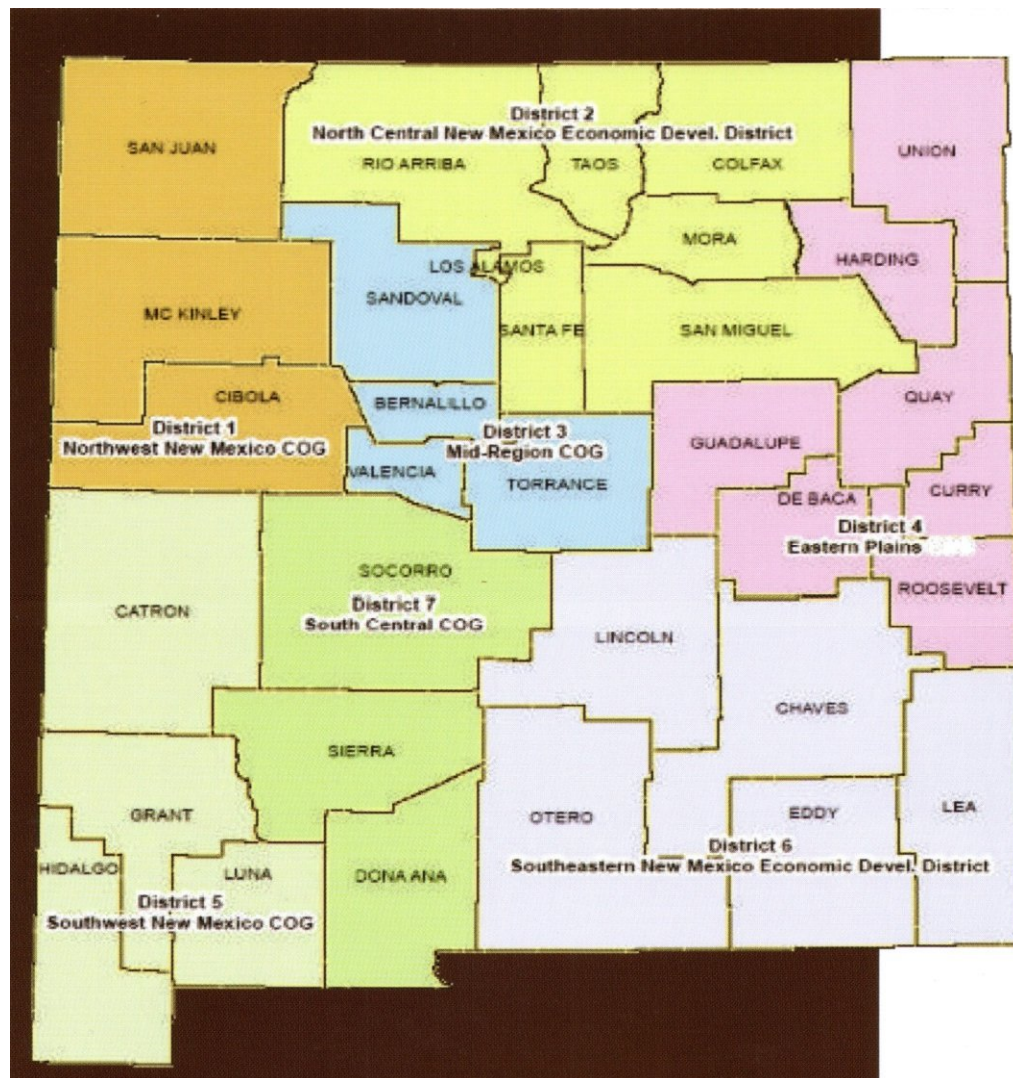 District 2
North Central New Mexico Economic Devel. District
SAN JUAN
RIO ARRIBA
TAOS
COLFAX
UNION
MORA
HARDING
LOS ALAMOS
SANDOVAL
MC KINLEY
SANTA FE
SAN MIGUEL
CIBOLA
BERNALILLO
QUAY
District 1
Northwest New Mexico COG
District 3
Mid-Region COG
GUADALUPE
VALENCIA
TORRANCE
DE BACA
CURRY
District 4
Eastern Plains
SOCORRO
ROOSEVELT
CATRON
District 7
South Central COG
LINCOLN
CHAVES
SIERRA
GRANT
OTERO
EDDY
LEA
HIDALGO
LUNA
DONA ANA
District 6
Southeastern New Mexico Economic Devel. District
District 5
Southwest New Mexico COG